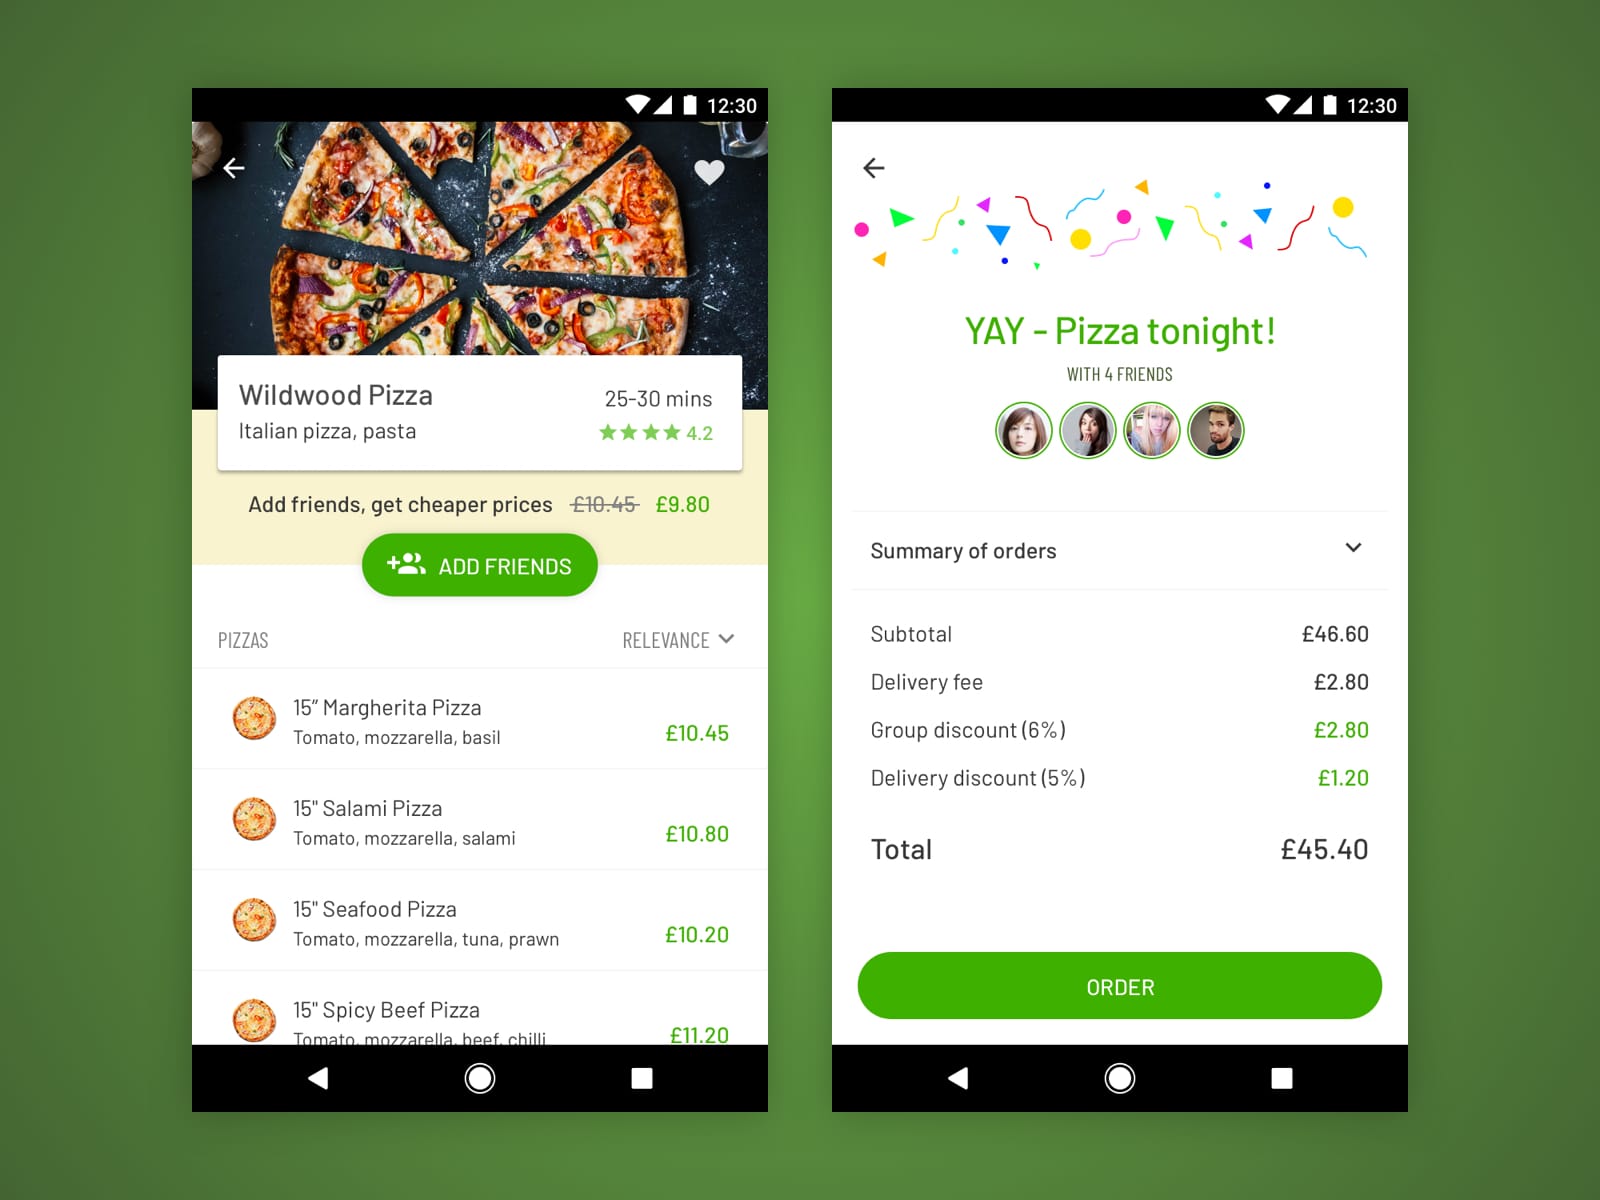 12:30
Wildwood Pizza
25-30 mins
Italian pizza, pasta
4.2
Add friends, get cheaper prices £10.45 £9.80
ADD FRIENDS
PIZZAS
RELEVANCE
15” Margherita Pizza
Tomato, mozzarella, basil
£10.45
15" Salami Pizza
Tomato, mozzarella, salami
£10.80
15" Seafood Pizza
Tomato, mozzarella, tuna, prawn
£10.20
15" Spicy Beef Pizza
Tomato, mozzarella, beef, chilli
£11.20
12:30
YAY - Pizza tonight!
WITH 4 FRIENDS
Summary of orders
Subtotal £46.60
Delivery fee £2.80
Group discount (6%) £2.80
Delivery discount (5%) £1.20
Total £45.40
ORDER